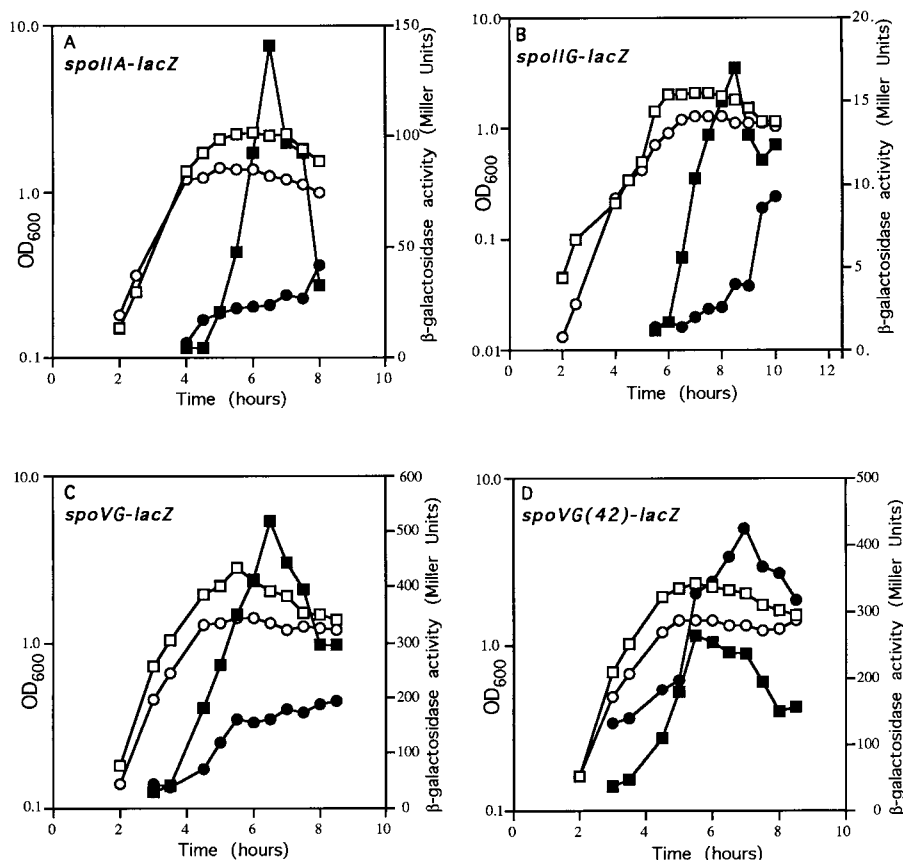 A
spoIIA-lacZ
10.0
1.0
0.1
OD600
150
100
50
0
β-galactosidase activity (Miller Units)
0 2 4 6 8 10
Time (hours)
B
spoIIG-lacZ
10.0
1.0
0.1
0.01
OD600
20.
15.
10.
5.
0.
β-galactosidase activity (Miller Units)
0 2 4 6 8 10 12
Time (hours)
C
spoVG-lacZ
10.0
1.0
0.1
OD600
600
500
400
300
200
100
0
β-galactosidase activity (Miller Units)
0 2 4 6 8 10
Time (hours)
D
spoVG(42)-lacZ
10.0
1.0
0.1
OD600
500
400
300
200
100
0
β-galactosidase activity (Miller Units)
0 2 4 6 8 10
Time (hours)